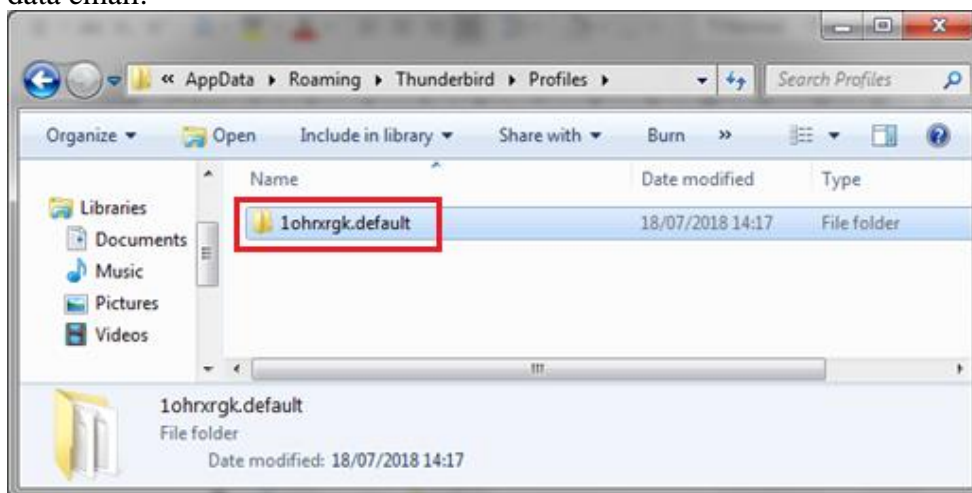 data email.
« AppData ▸ Roaming ▸ Thunderbird ▸ Profiles ▸ Search Profiles
Organize Open Include in library Share with Burn »
Name Date modified Type
Libraries
1ohrxrgk.default 18/07/2018 14:17 File folder
Documents
Music
Pictures
Videos
1ohrxrgk.default
File folder
Date modified: 18/07/2018 14:17